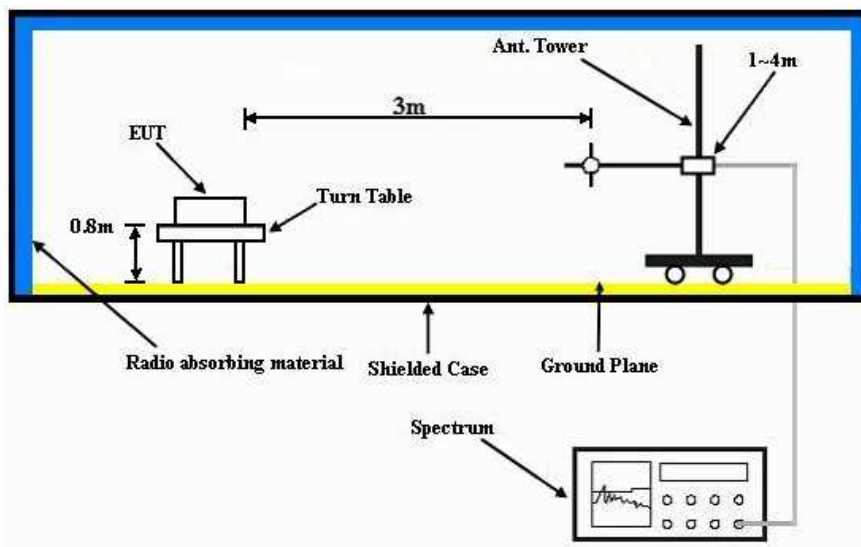 Ant. Tower
1~4m
3m
EUT
Turn Table
0.8m
Radio absorbing material
Shielded Case
Ground Plane
Spectrum